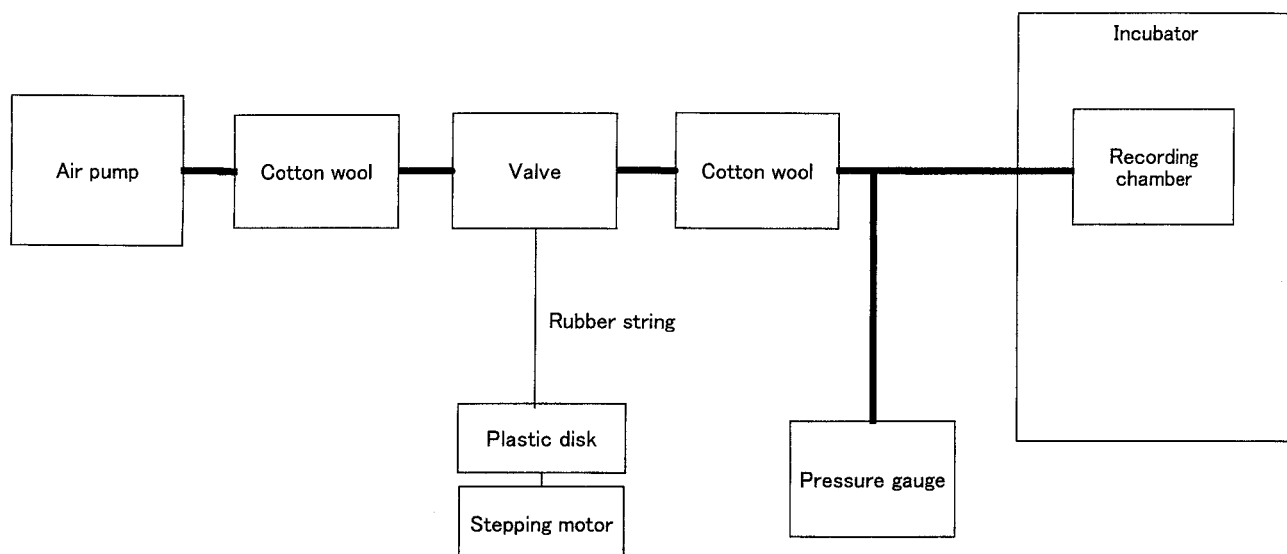 Incubator
Air pump
Cotton wool
Valve
Cotton wool
Recording
chamber
Rubber string
Plastic disk
Pressure gauge
Stepping motor